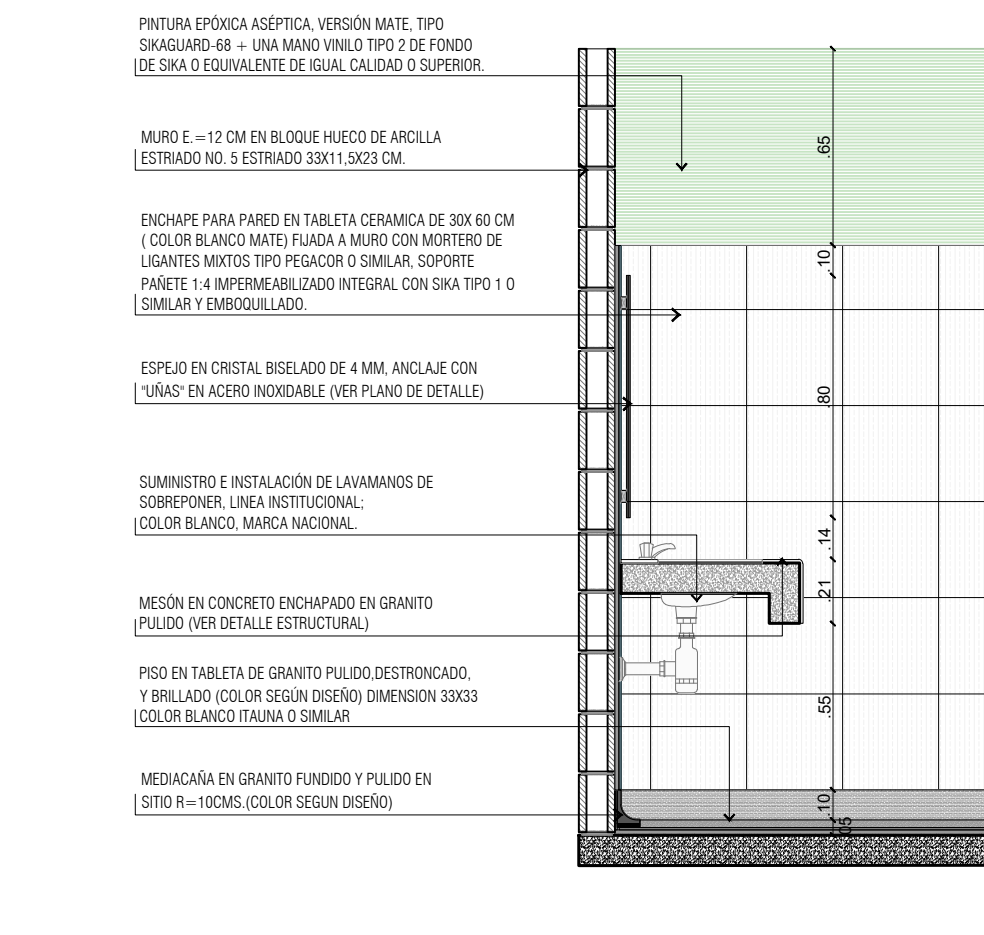 PINTURA EPÓXICA ASÉPTICA, VERSIÓN MATE, TIPO
SIKAGUARD-68 + UNA MANO VINILO TIPO 2 DE FONDO
DE SIKA O EQUIVALENTE DE IGUAL CALIDAD O SUPERIOR.
MURO E.=12 CM EN BLOQUE HUECO DE ARCILLA
ESTRIADO NO. 5 ESTRIADO 33X11,5X23 CM.
ENCHAPE PARA PARED EN TABLETA CERAMICA DE 30X 60 CM
( COLOR BLANCO MATE) FIJADA A MURO CON MORTERO DE
LIGANTES MIXTOS TIPO PEGACOR O SIMILAR, SOPORTE
PAÑETE 1:4 IMPERMEABILIZADO INTEGRAL CON SIKA TIPO 1 O
SIMILAR Y EMBOQUILLADO.
ESPEJO EN CRISTAL BISELADO DE 4 MM, ANCLAJE CON
"UÑAS" EN ACERO INOXIDABLE (VER PLANO DE DETALLE)
SUMINISTRO E INSTALACIÓN DE LAVAMANOS DE
SOBREPONER, LINEA INSTITUCIONAL;
COLOR BLANCO, MARCA NACIONAL.
MESÓN EN CONCRETO ENCHAPADO EN GRANITO
PULIDO (VER DETALLE ESTRUCTURAL)
PISO EN TABLETA DE GRANITO PULIDO,DESTRONCADO,
Y BRILLADO (COLOR SEGÚN DISEÑO) DIMENSION 33X33
COLOR BLANCO ITAUNA O SIMILAR
MEDIACAÑA EN GRANITO FUNDIDO Y PULIDO EN
SITIO R=10CMS.(COLOR SEGUN DISEÑO)
.65
.10
.80
.14
.21
.55
.10
.05